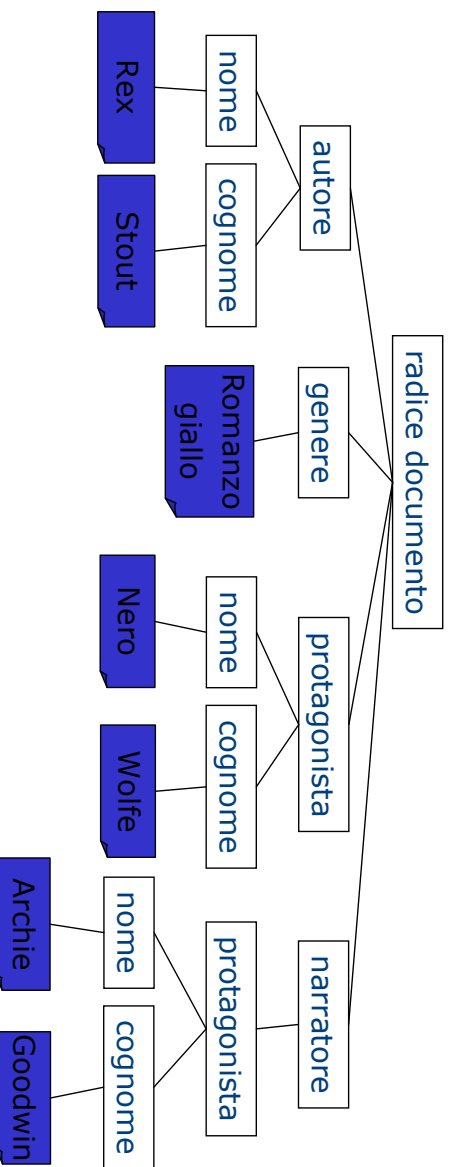 radice documento
autore
genere
protagonista
narratore
nome
cognome
Romanzo
giallo
nome
cognome
protagonista
Rex
Stout
Nero
Wolfe
nome
cognome
Archie
Goodwin